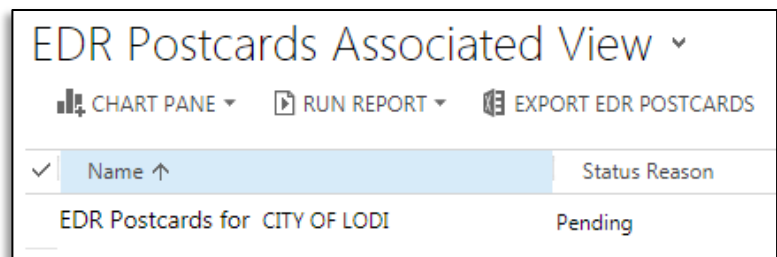 EDR Postcards Associated View
CHART PANE RUN REPORT EXPORT EDR POSTCARDS
Name ↑ Status Reason
EDR Postcards for CITY OF LODI Pending